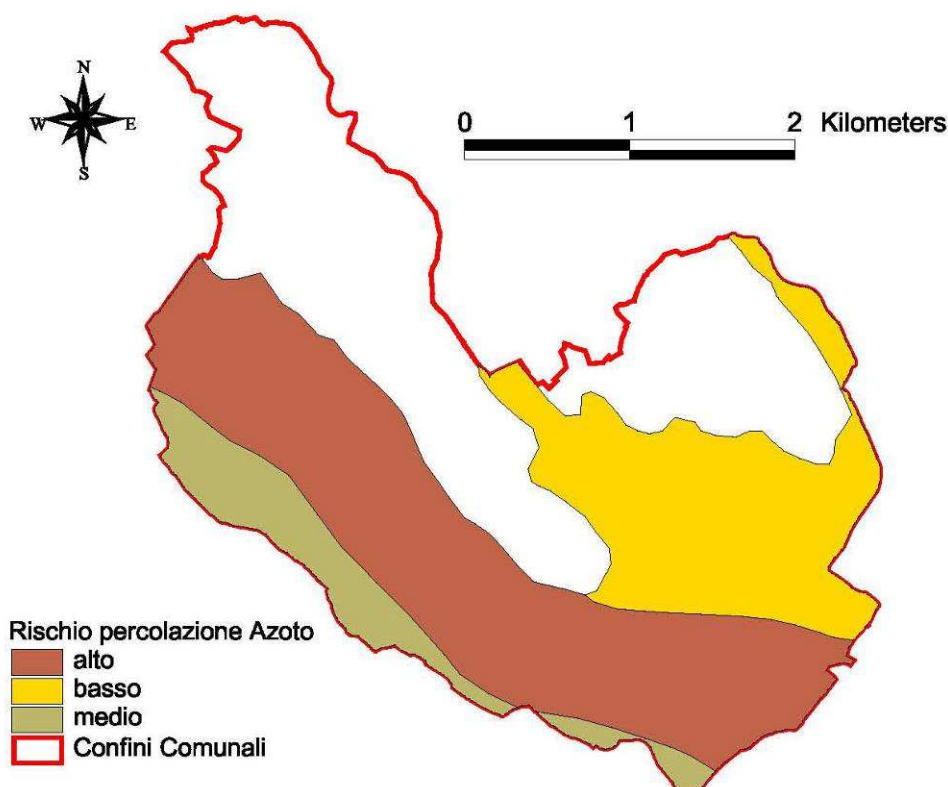 N
W E
S
0 1 2 Kilometers
Rischio percolazione Azoto
alto
basso
medio
Confini Comunali